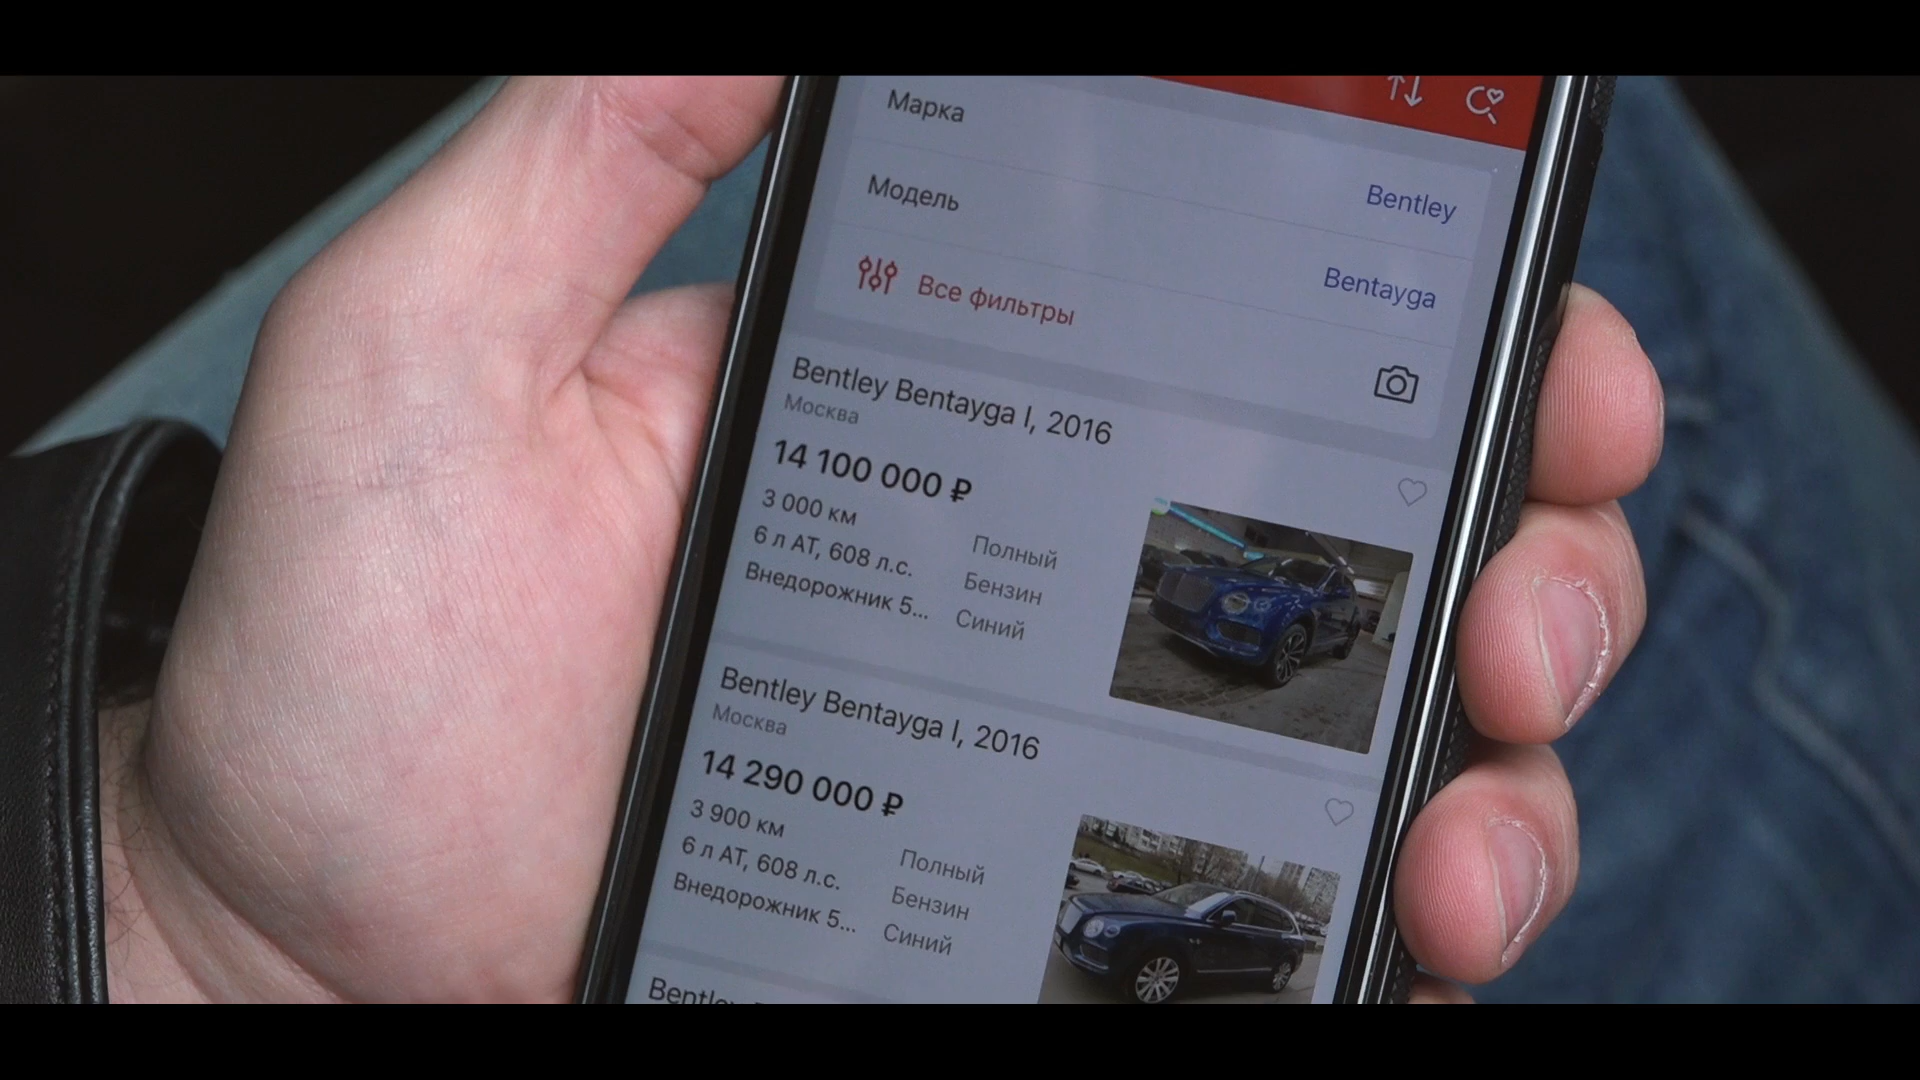 Марка
Bentley
Модель
Bentayga
Все фильтры
Bentley Bentayga I, 2016
Москва
14 100 000 ₽
3 000 км
6 л AT, 608 л.с.
Внедорожник 5...
Полный
Бензин
Синий
Bentley Bentayga I, 2016
Москва
14 290 000 ₽
3 900 км
6 л AT, 608 л.с.
Внедорожник 5...
Полный
Бензин
Синий
Bentley